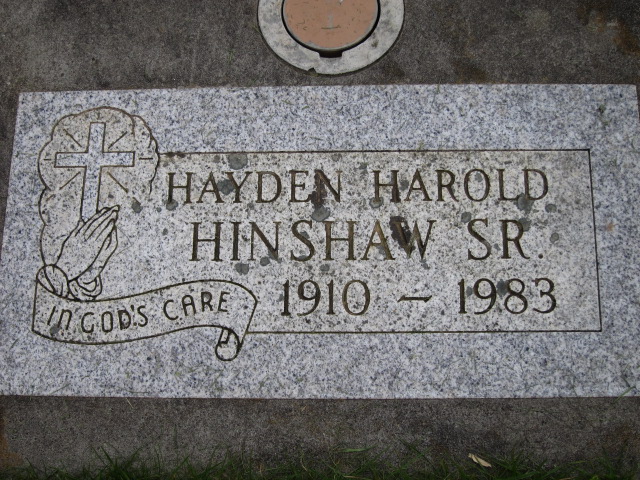 HAYDEN HAROLD
HINSHAW SR.
1910 – 1983
IN GOD'S CARE